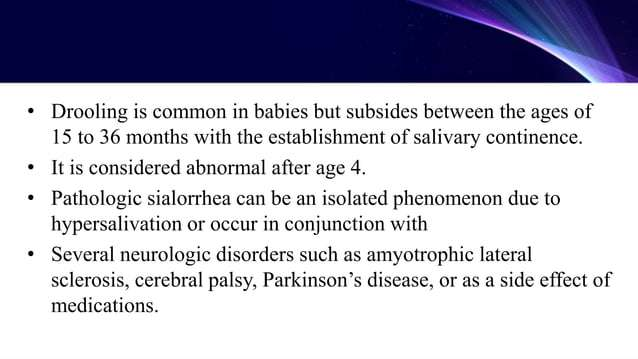 • Drooling is common in babies but subsides between the ages of
15 to 36 months with the establishment of salivary continence.
• It is considered abnormal after age 4.
• Pathologic sialorrhea can be an isolated phenomenon due to
hypersalivation or occur in conjunction with
• Several neurologic disorders such as amyotrophic lateral
sclerosis, cerebral palsy, Parkinson’s disease, or as a side effect of
medications.